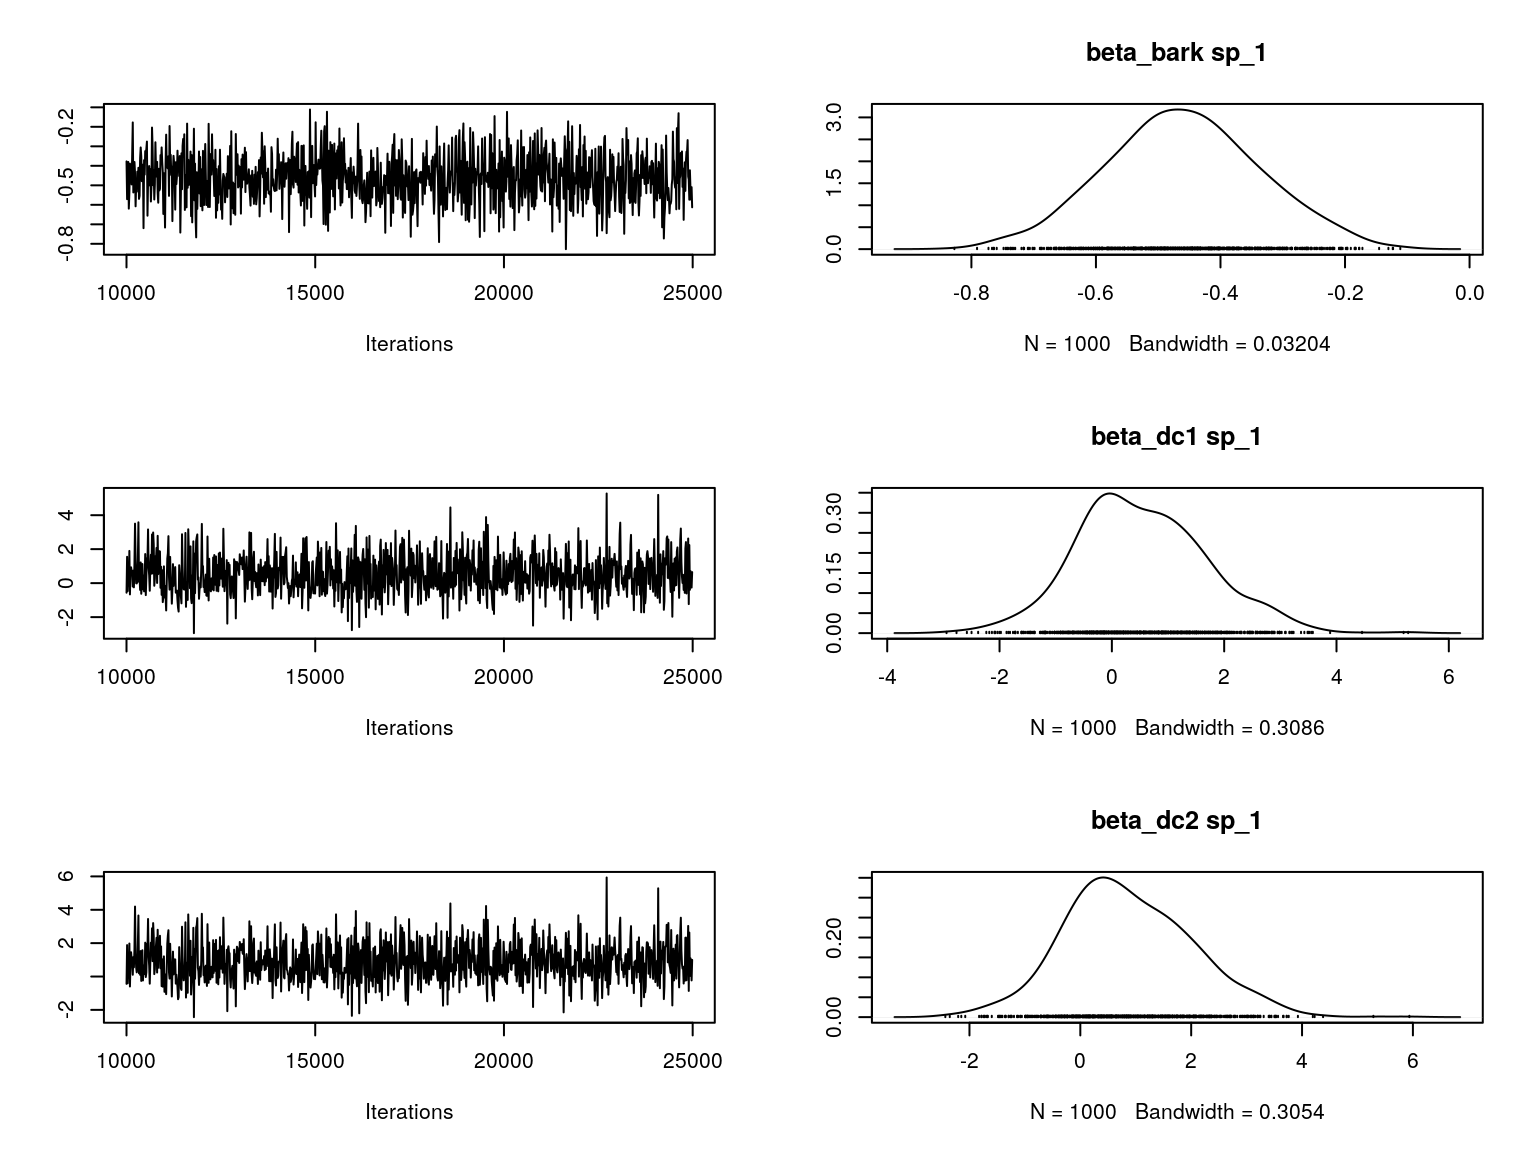 beta_bark sp_1
-0.2
-0.5
-0.8
10000 15000 20000 25000
Iterations
3.0
1.5
0.0
-0.8 -0.6 -0.4 -0.2 0.0
N = 1000 Bandwidth = 0.03204
beta_dc1 sp_1
4
2
0
-2
10000 15000 20000 25000
Iterations
0.30
0.15
0.00
-4 -2 0 2 4 6
N = 1000 Bandwidth = 0.3086
beta_dc2 sp_1
6
4
2
-2
10000 15000 20000 25000
Iterations
0.20
0.00
-2 0 2 4 6
N = 1000 Bandwidth = 0.3054